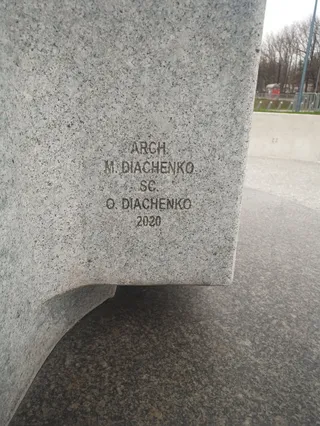 ARCH.
M. DIACHENKO
SC.
O. DIACHENKO
2020